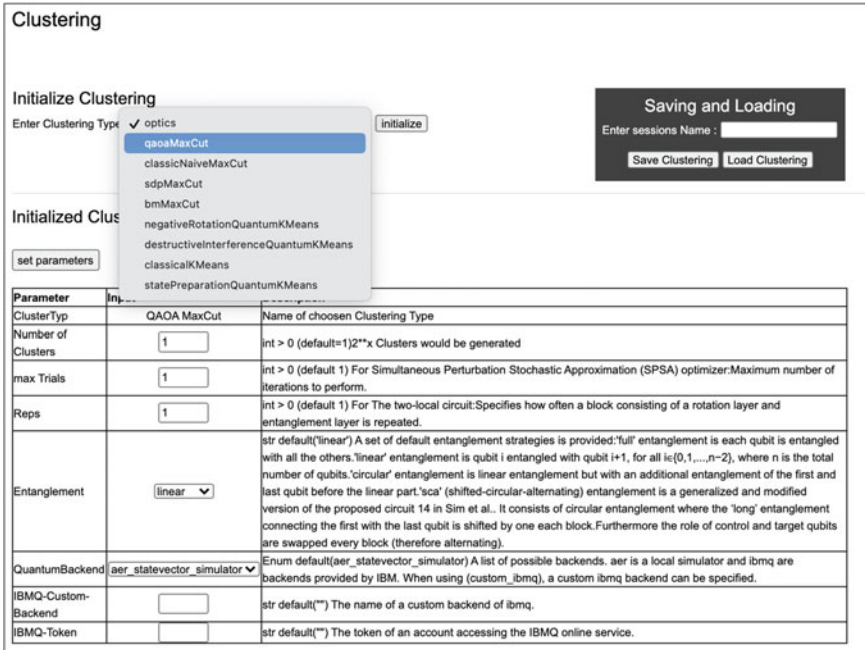 Clustering
Initialize Clustering
Enter Clustering Type
✓ optics
qaoaMaxCut
classicNaiveMaxCut
sdpMaxCut
bmMaxCut
negativeRotationQuantumKMeans
destructiveInterferenceQuantumKMeans
classicalKMeans
statePreparationQuantumKMeans
initialize
Saving and Loading
Enter sessions Name :
Save Clustering Load Clustering
Initialized Clus
set parameters
Parameter
ClusterTyp QAOA MaxCut Name of choosen Clustering Type
Number of
Clusters
1
int > 0 (default=1)2**x Clusters would be generated
max Trials
1
int > 0 (default 1) For Simultaneous Perturbation Stochastic Approximation (SPSA) optimizer:Maximum number of
iterations to perform.
Reps
1
int > 0 (default 1) For The two-local circuit:Specifies how often a block consisting of a rotation layer and
entanglement layer is repeated.
Entanglement
linear
str default('linear') A set of default entanglement strategies is provided:'full' entanglement is each qubit is entangled
with all the others.'linear' entanglement is qubit i entangled with qubit i+1, for all i∈{0,1,...,n−2}, where n is the total
number of qubits.'circular' entanglement is linear entanglement but with an additional entanglement of the first and
last qubit before the linear part.'sca' (shifted-circular-alternating) entanglement is a generalized and modified
version of the proposed circuit 14 in Sim et al.. It consists of circular entanglement where the 'long' entanglement
connecting the first with the last qubit is shifted by one each block.Furthermore the role of control and target qubits
are swapped every block (therefore alternating).
QuantumBackend
aer_statevector_simulator
Enum default(aer_statevector_simulator) A list of possible backends. aer is a local simulator and ibmq are
backends provided by IBM. When using (custom_ibmq), a custom ibmq backend can be specified.
IBMQ-Custom-
Backend
str default("") The name of a custom backend of ibmq.
IBMQ-Token
str default("") The token of an account accessing the IBMQ online service.